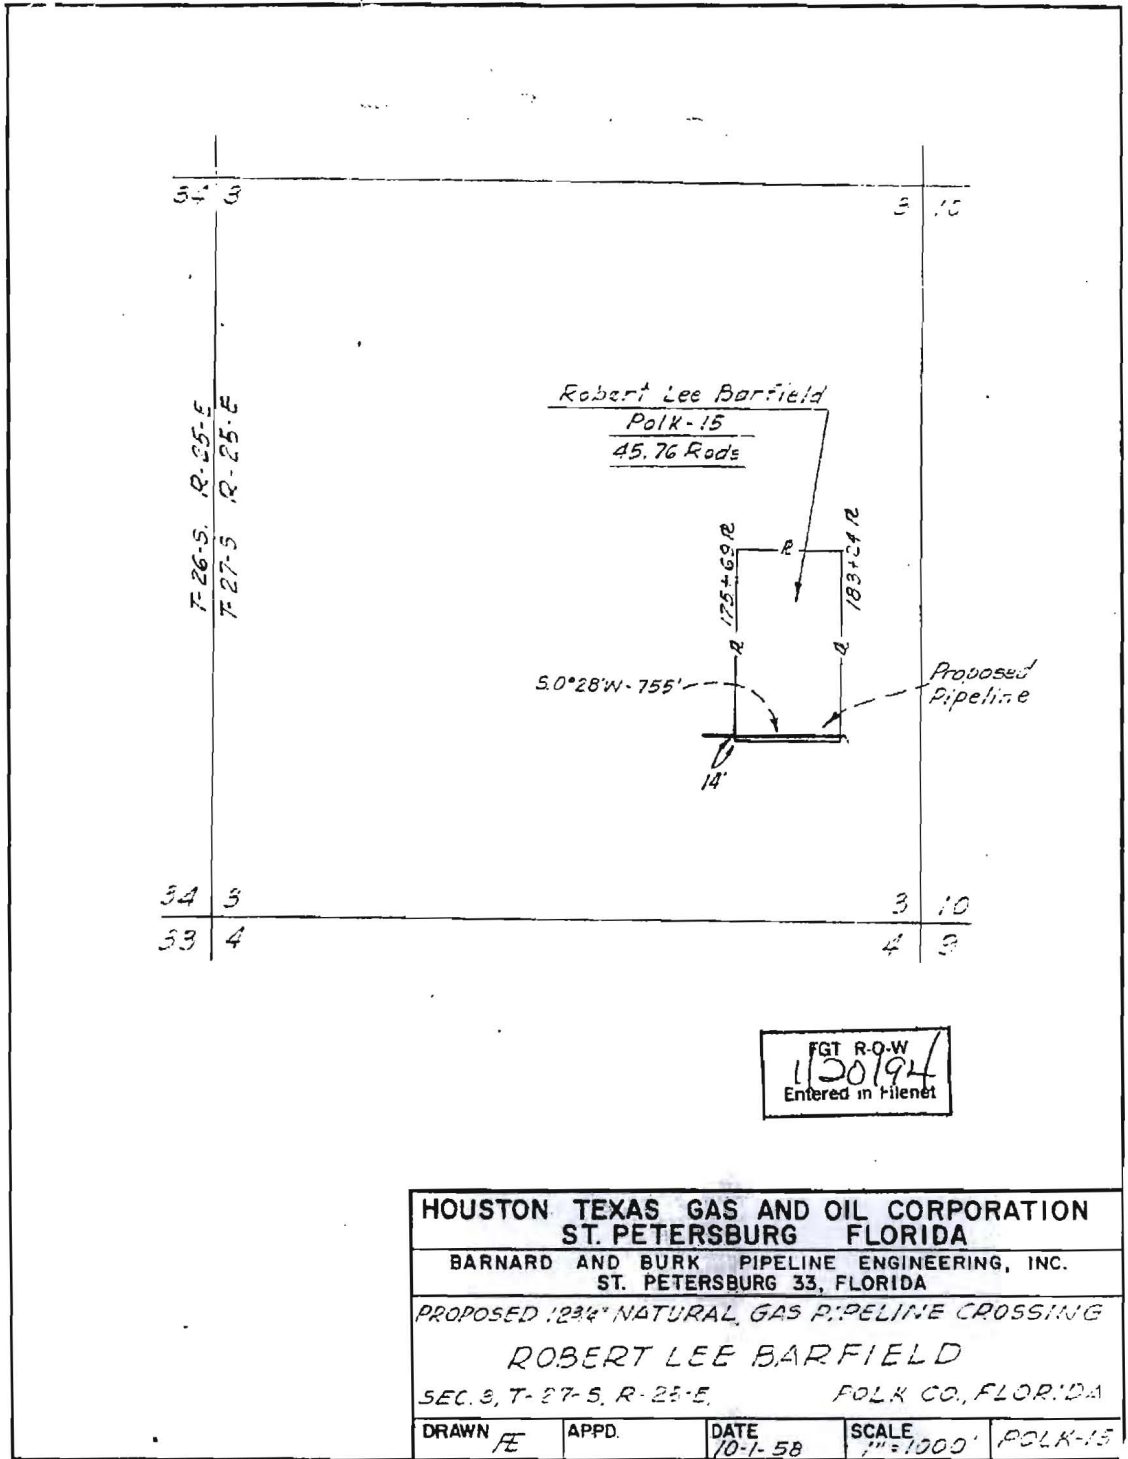 34 3
3 10
T-26-S. R-25-E
T-27-S R-25-E
Robert Lee Barfield
Polk-15
45.76 Rods
175+69 R
R
183+24 R
R
R
S.0°28'W-755'
Proposed
Pipeline
14'
34 3
3 10
33 4
4 9
FGT R-O-W
1/20/94
Entered in Filenet
HOUSTON TEXAS GAS AND OIL CORPORATION
ST. PETERSBURG FLORIDA
BARNARD AND BURK PIPELINE ENGINEERING, INC.
ST. PETERSBURG 33, FLORIDA
PROPOSED 12¾" NATURAL GAS PIPELINE CROSSING
ROBERT LEE BARFIELD
SEC. 3, T-27-S, R-25-E, POLK CO., FLORIDA
DRAWN APPD. DATE SCALE
10-1-58 1"=1000' POLK-15